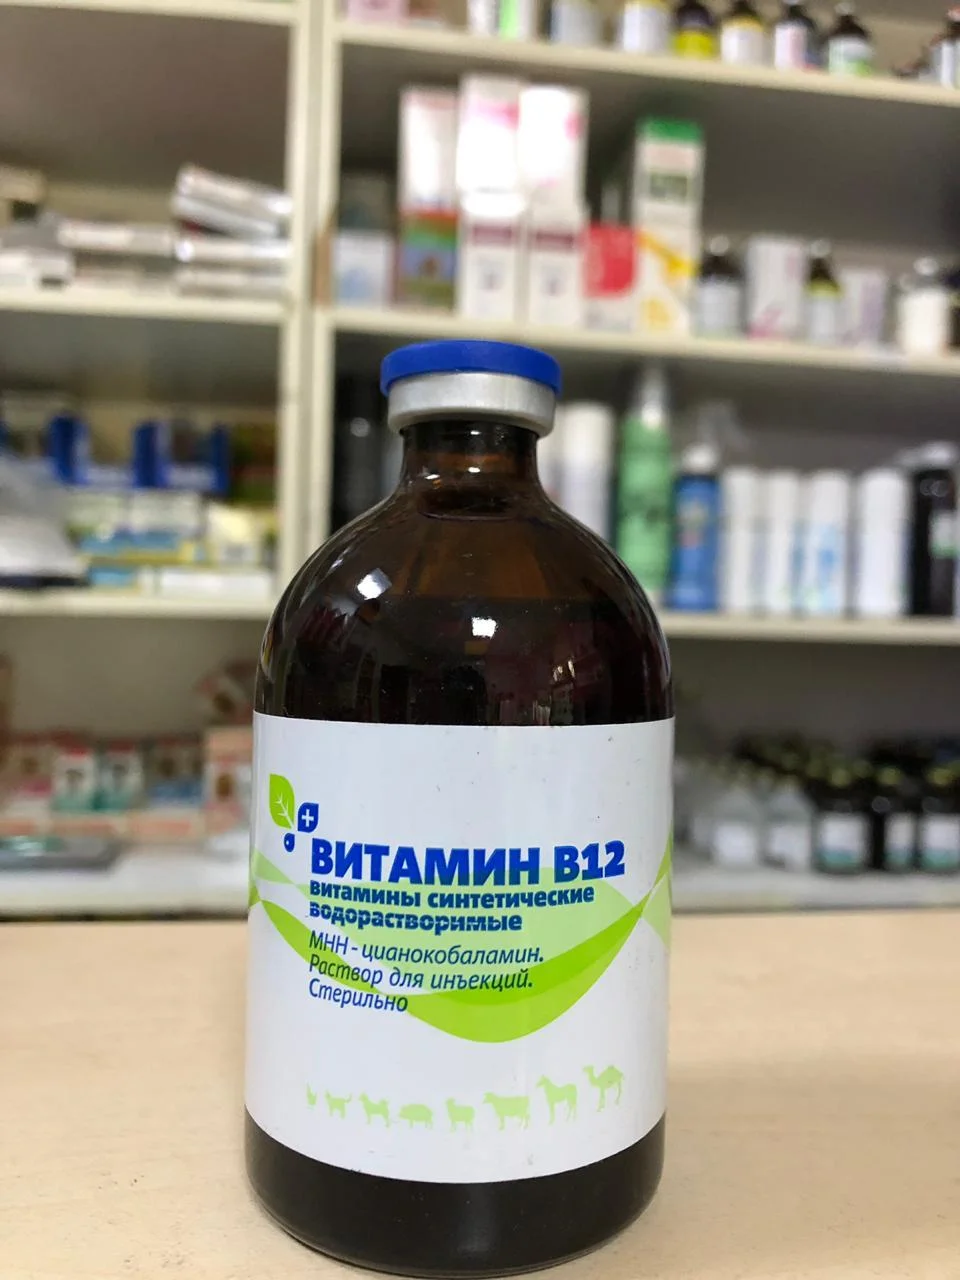 ВИТАМИН В12
витамины синтетические
водорастворимые
МНН - цианокобаламин.
Раствор для инъекций.
Стерильно